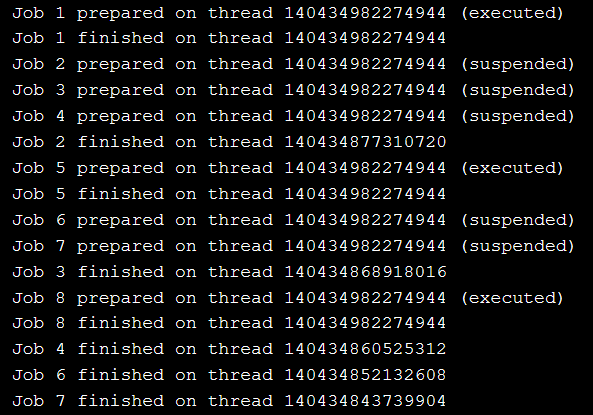 Job 1 prepared on thread 140434982274944 (executed)
Job 1 finished on thread 140434982274944
Job 2 prepared on thread 140434982274944 (suspended)
Job 3 prepared on thread 140434982274944 (suspended)
Job 4 prepared on thread 140434982274944 (suspended)
Job 2 finished on thread 140434877310720
Job 5 prepared on thread 140434982274944 (executed)
Job 5 finished on thread 140434982274944
Job 6 prepared on thread 140434982274944 (suspended)
Job 7 prepared on thread 140434982274944 (suspended)
Job 3 finished on thread 140434868918016
Job 8 prepared on thread 140434982274944 (executed)
Job 8 finished on thread 140434982274944
Job 4 finished on thread 140434860525312
Job 6 finished on thread 140434852132608
Job 7 finished on thread 140434843739904